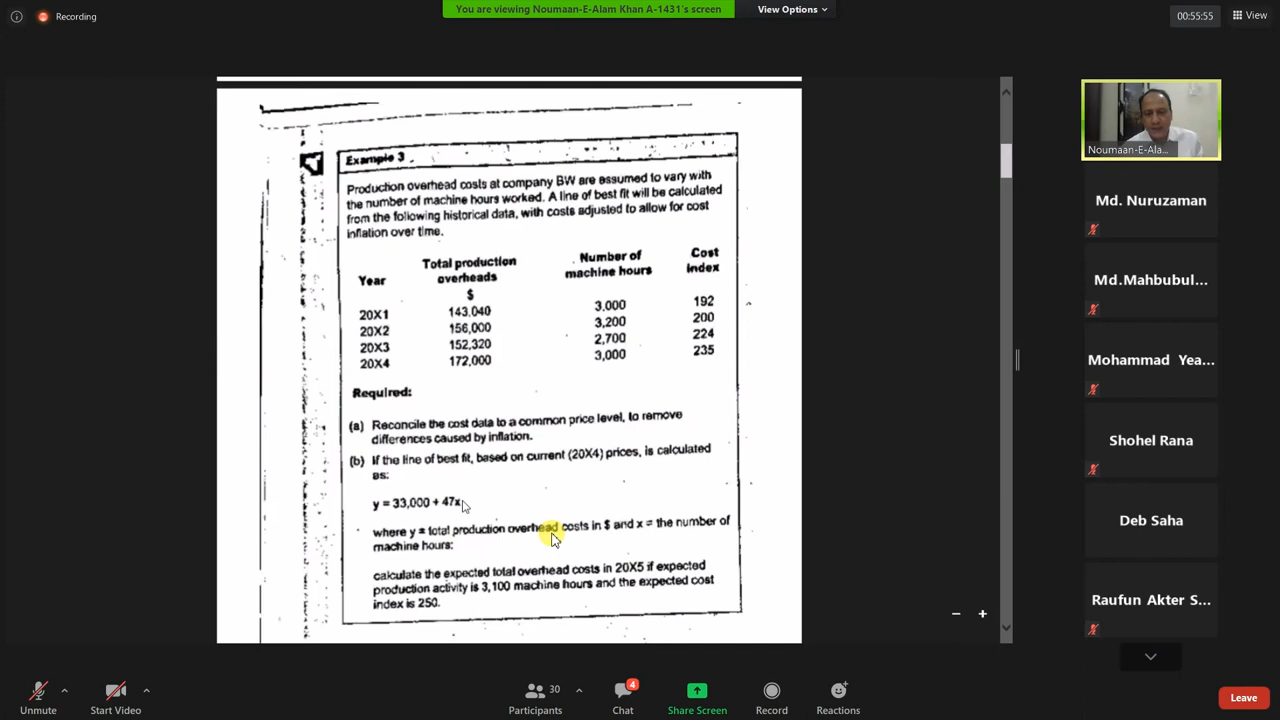 Recording
You are viewing Noumaan-E-Alam Khan A-1431's screen
View Options
00:55:55
View
Example 3
Production overhead costs at company BW are assumed to vary with
the number of machine hours worked. A line of best fit will be calculated
from the following historical data, with costs adjusted to allow for cost
inflation over time.
Year Total production overheads Number of machine hours Cost index
$
20X1 143,040 3,000 192
20X2 156,000 3,200 200
20X3 152,320 2,700 224
20X4 172,000 3,000 235
Required:
(a) Reconcile the cost data to a common price level, to remove
differences caused by inflation.
(b) If the line of best fit, based on current (20X4) prices, is calculated
as:
y = 33,000 + 47x
where y = total production overhead costs in $ and x = the number of
machine hours:
calculate the expected total overhead costs in 20X5 if expected
production activity is 3,100 machine hours and the expected cost
index is 250.
Noumaan-E-Ala...
Md. Nuruzaman
Md.Mahbubul...
Mohammad Yea...
Shohel Rana
Deb Saha
Raufun Akter S...
Unmute
Start Video
30
Participants
4
Chat
Share Screen
Record
Reactions
Leave